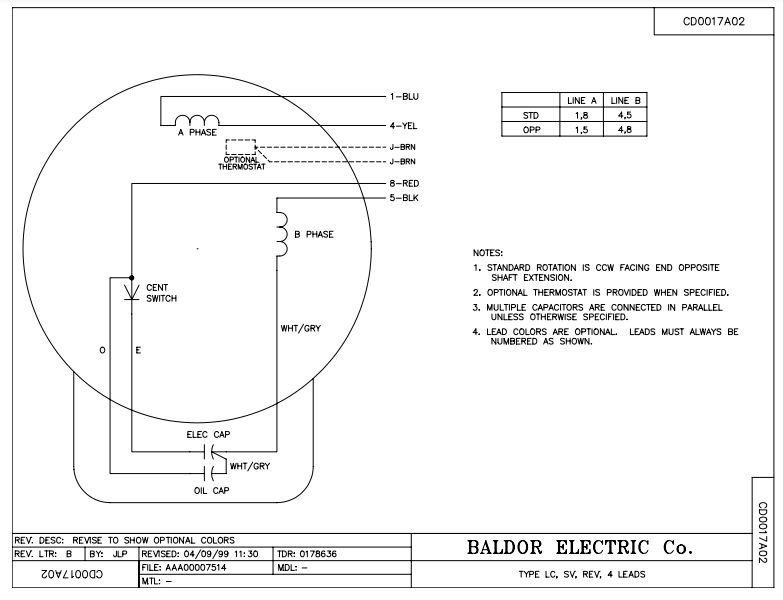 CD0017A02
1-BLU
4-YEL
A PHASE
J-BRN
OPTIONAL
THERMOSTAT
J-BRN
8-RED
5-BLK
B PHASE
CENT
SWITCH
WHT/GRY
O E
ELEC CAP
WHT/GRY
OIL CAP
LINE A LINE B
STD 1,8 4,5
OPP 1,5 4,8
NOTES:
1. STANDARD ROTATION IS CCW FACING END OPPOSITE
SHAFT EXTENSION.
2. OPTIONAL THERMOSTAT IS PROVIDED WHEN SPECIFIED.
3. MULTIPLE CAPACITORS ARE CONNECTED IN PARALLEL
UNLESS OTHERWISE SPECIFIED.
4. LEAD COLORS ARE OPTIONAL. LEADS MUST ALWAYS BE
NUMBERED AS SHOWN.
CD0017A02
REV. DESC: REVISE TO SHOW OPTIONAL COLORS
REV. LTR: B BY: JLP REVISED: 04/09/99 11:30 TDR: 0178636
CD0017A02 FILE: AAA00007514 MDL: -
MTL: -
BALDOR ELECTRIC Co.
TYPE LC, SV, REV, 4 LEADS